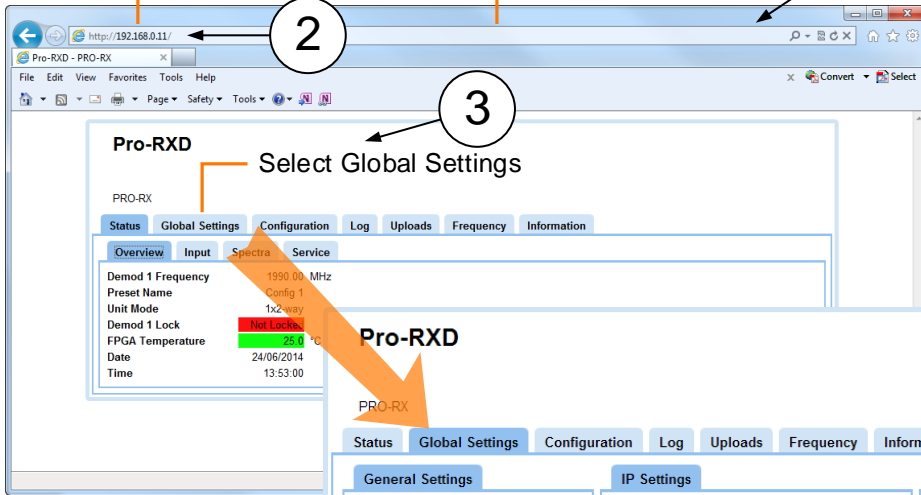 2
http://192.168.0.11/
Pro-RXD - PRO-RX
File Edit View Favorites Tools Help
Convert Select
Page Safety Tools
3
Pro-RXD
Select Global Settings
PRO-RX
Status Global Settings Configuration Log Uploads Frequency Information
Overview Input Spectra Service
Demod 1 Frequency 1990.00 MHz
Preset Name Config 1
Unit Mode 1x2-way
Demod 1 Lock Not Locked
FPGA Temperature 25.0 °C
Date 24/06/2014
Time 13:53:00
Pro-RXD
PRO-RX
Status Global Settings Configuration Log Uploads Frequency Inform
General Settings IP Settings